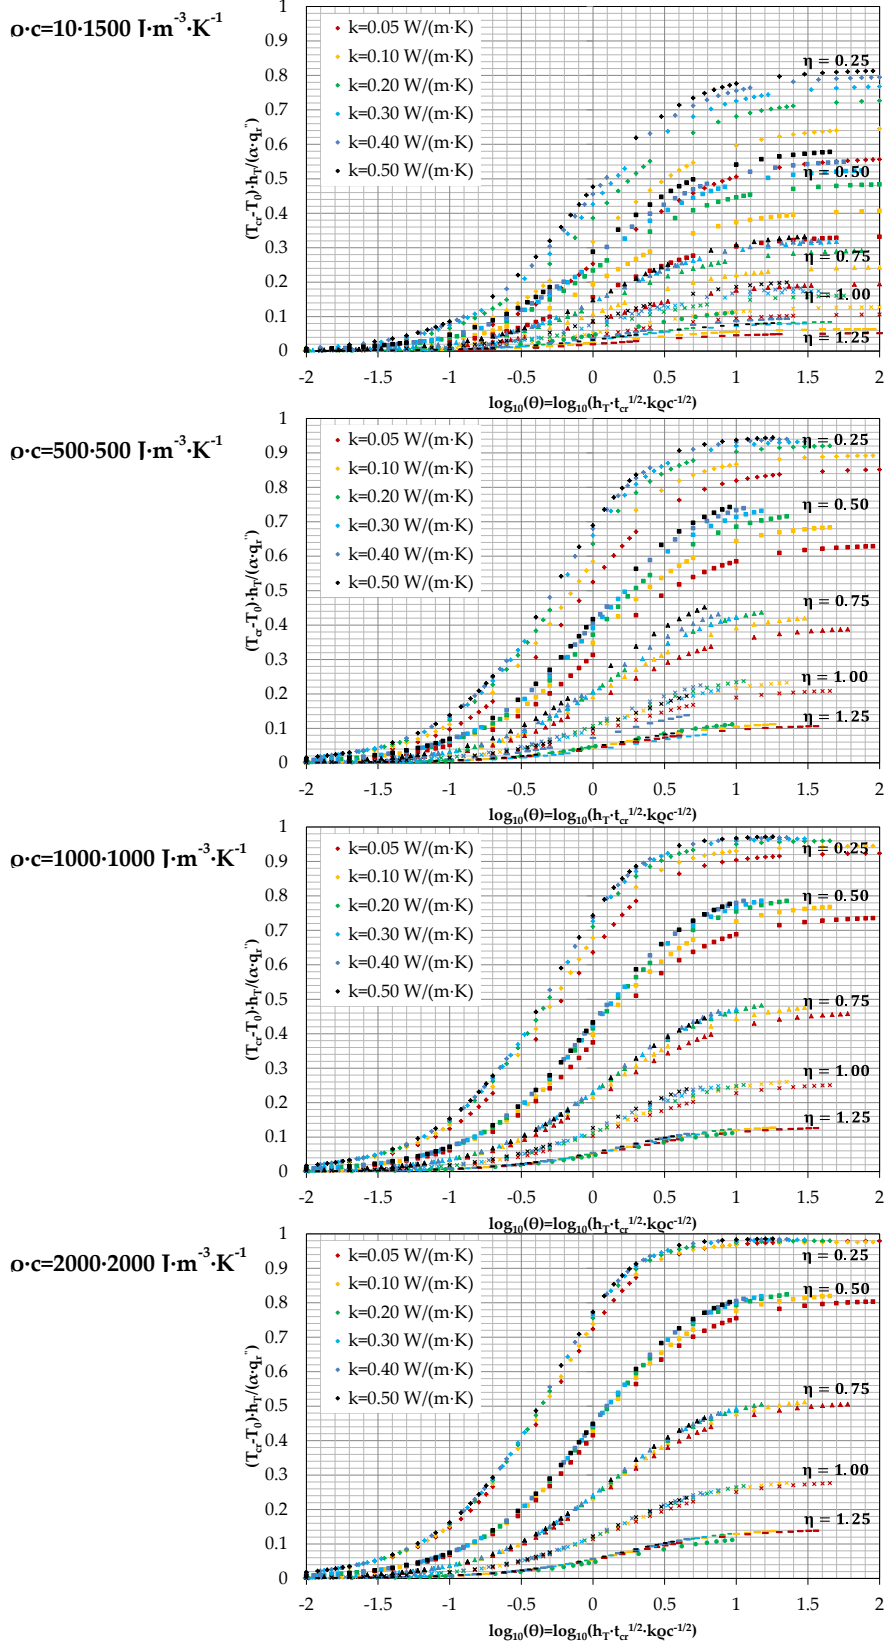 ρ·c=10·1500 J·m⁻³·K⁻¹
(T_cr-T_0)·h_T/(α·q_r")
1
0.9
0.8
0.7
0.6
0.5
0.4
0.3
0.2
0.1
0
k=0.05 W/(m·K)
k=0.10 W/(m·K)
k=0.20 W/(m·K)
k=0.30 W/(m·K)
k=0.40 W/(m·K)
k=0.50 W/(m·K)
η = 0.25
η = 0.50
η = 0.75
η = 1.00
η = 1.25
-2 -1.5 -1 -0.5 0 0.5 1 1.5 2
log₁₀(θ)=log₁₀(h_T·t_cr^1/2·kρc^-1/2)
ρ·c=500·500 J·m⁻³·K⁻¹
(T_cr-T_0)·h_T/(α·q_r")
1
0.9
0.8
0.7
0.6
0.5
0.4
0.3
0.2
0.1
0
k=0.05 W/(m·K)
k=0.10 W/(m·K)
k=0.20 W/(m·K)
k=0.30 W/(m·K)
k=0.40 W/(m·K)
k=0.50 W/(m·K)
η = 0.25
η = 0.50
η = 0.75
η = 1.00
η = 1.25
-2 -1.5 -1 -0.5 0 0.5 1 1.5 2
log₁₀(θ)=log₁₀(h_T·t_cr^1/2·kρc^-1/2)
ρ·c=1000·1000 J·m⁻³·K⁻¹
(T_cr-T_0)·h_T/(α·q_r")
1
0.9
0.8
0.7
0.6
0.5
0.4
0.3
0.2
0.1
0
k=0.05 W/(m·K)
k=0.10 W/(m·K)
k=0.20 W/(m·K)
k=0.30 W/(m·K)
k=0.40 W/(m·K)
k=0.50 W/(m·K)
η = 0.25
η = 0.50
η = 0.75
η = 1.00
η = 1.25
-2 -1.5 -1 -0.5 0 0.5 1 1.5 2
log₁₀(θ)=log₁₀(h_T·t_cr^1/2·kρc^-1/2)
ρ·c=2000·2000 J·m⁻³·K⁻¹
(T_cr-T_0)·h_T/(α·q_r")
1
0.9
0.8
0.7
0.6
0.5
0.4
0.3
0.2
0.1
0
k=0.05 W/(m·K)
k=0.10 W/(m·K)
k=0.20 W/(m·K)
k=0.30 W/(m·K)
k=0.40 W/(m·K)
k=0.50 W/(m·K)
η = 0.25
η = 0.50
η = 0.75
η = 1.00
η = 1.25
-2 -1.5 -1 -0.5 0 0.5 1 1.5 2
log₁₀(θ)=log₁₀(h_T·t_cr^1/2·kρc^-1/2)